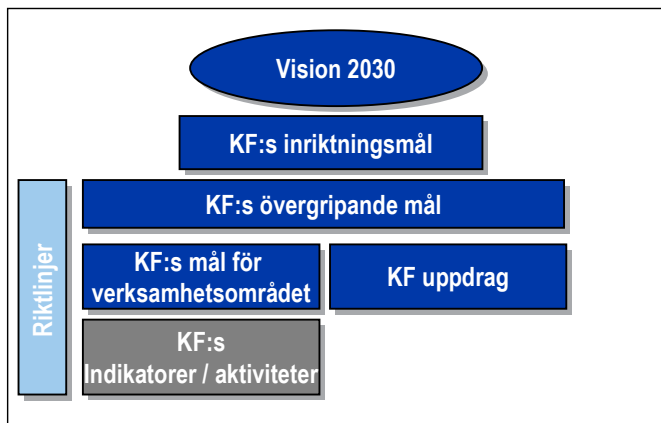 Vision 2030
KF:s inriktningsmål
Riktlinjer
KF:s övergripande mål
KF:s mål för
verksamhetsområdet
KF uppdrag
KF:s
Indikatorer / aktiviteter